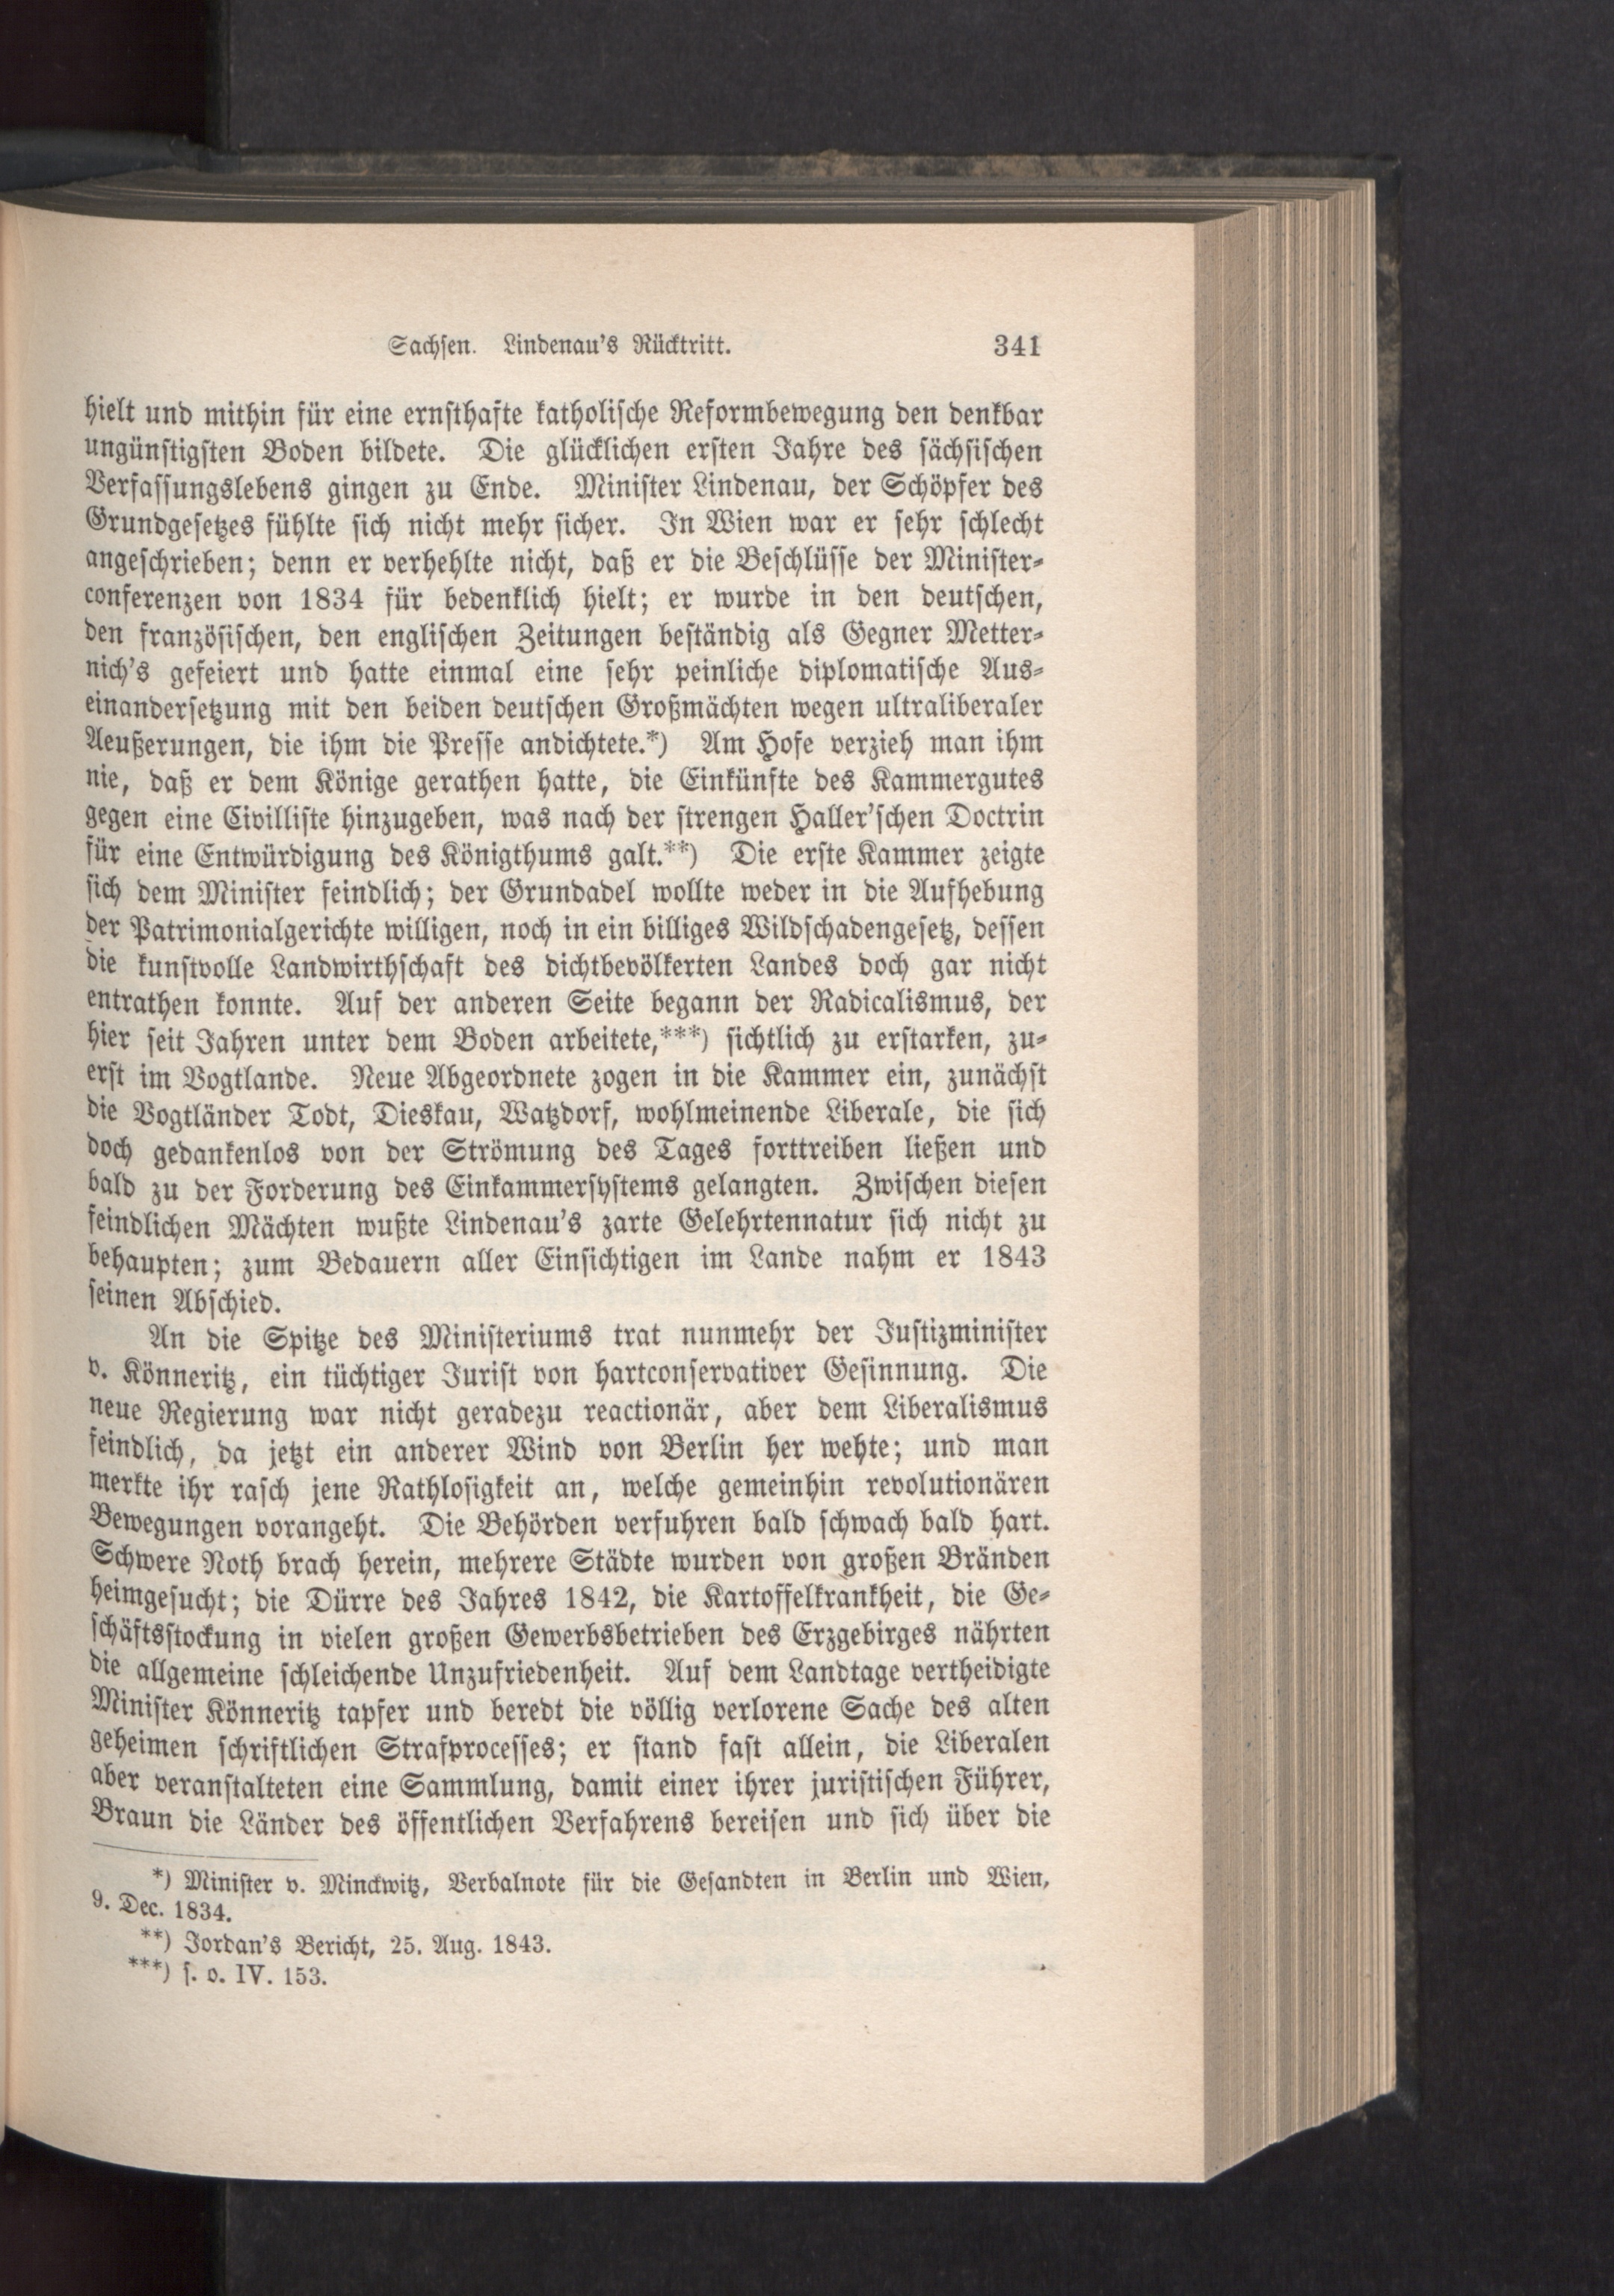 Sachsen. Lindenau's Rücktritt. 341
hielt und mithin für eine ernsthafte katholische Reformbewegung den denkbar
ungünstigsten Boden bildete. Die glücklichen ersten Jahre des sächsischen
Verfassungslebens gingen zu Ende. Minister Lindenau, der Schöpfer des
Grundgesetzes fühlte sich nicht mehr sicher. In Wien war er sehr schlecht
angeschrieben; denn er verhehlte nicht, daß er die Beschlüsse der Minister-
conferenzen von 1834 für bedenklich hielt; er wurde in den deutschen,
den französischen, den englischen Zeitungen beständig als Gegner Metter-
nich's gefeiert und hatte einmal eine sehr peinliche diplomatische Aus-
einandersetzung mit den beiden deutschen Großmächten wegen ultraliberaler
Aeußerungen, die ihm die Presse andichtete.*) Am Hofe verzieh man ihm
nie, daß er dem Könige gerathen hatte, die Einkünfte des Kammergutes
gegen eine Civilliste hinzugeben, was nach der strengen Haller'schen Doctrin
für eine Entwürdigung des Königthums galt.**) Die erste Kammer zeigte
sich dem Minister feindlich; der Grundadel wollte weder in die Aufhebung
der Patrimonialgerichte willigen, noch in ein billiges Wildschadengesetz, dessen
die kunstvolle Landwirthschaft des dichtbevölkerten Landes doch gar nicht
entrathen konnte. Auf der anderen Seite begann der Radicalismus, der
hier seit Jahren unter dem Boden arbeitete,***) sichtlich zu erstarken, zu-
erst im Vogtlande. Neue Abgeordnete zogen in die Kammer ein, zunächst
die Vogtländer Todt, Dieskau, Watzdorf, wohlmeinende Liberale, die sich
doch gedankenlos von der Strömung des Tages forttreiben ließen und
bald zu der Forderung des Einkammersystems gelangten. Zwischen diesen
feindlichen Mächten wußte Lindenau's zarte Gelehrtennatur sich nicht zu
behaupten; zum Bedauern aller Einsichtigen im Lande nahm er 1843
seinen Abschied.
An die Spitze des Ministeriums trat nunmehr der Justizminister
v. Könneritz, ein tüchtiger Jurist von hartconservativer Gesinnung. Die
neue Regierung war nicht geradezu reactionär, aber dem Liberalismus
feindlich, da jetzt ein anderer Wind von Berlin her wehte; und man
merkte ihr rasch jene Rathlosigkeit an, welche gemeinhin revolutionären
Bewegungen vorangeht. Die Behörden verfuhren bald schwach bald hart.
Schwere Noth brach herein, mehrere Städte wurden von großen Bränden
heimgesucht; die Dürre des Jahres 1842, die Kartoffelkrankheit, die Ge-
schäftsstockung in vielen großen Gewerbsbetrieben des Erzgebirges nährten
die allgemeine schleichende Unzufriedenheit. Auf dem Landtage vertheidigte
Minister Könneritz tapfer und beredt die völlig verlorene Sache des alten
geheimen schriftlichen Strafprocesses; er stand fast allein, die Liberalen
aber veranstalteten eine Sammlung, damit einer ihrer juristischen Führer,
Braun die Länder des öffentlichen Verfahrens bereisen und sich über die
*) Minister v. Minckwitz, Verbalnote für die Gesandten in Berlin und Wien,
9. Dec. 1834.
**) Jordan's Bericht, 25. Aug. 1843.
***) s. o. IV. 153.